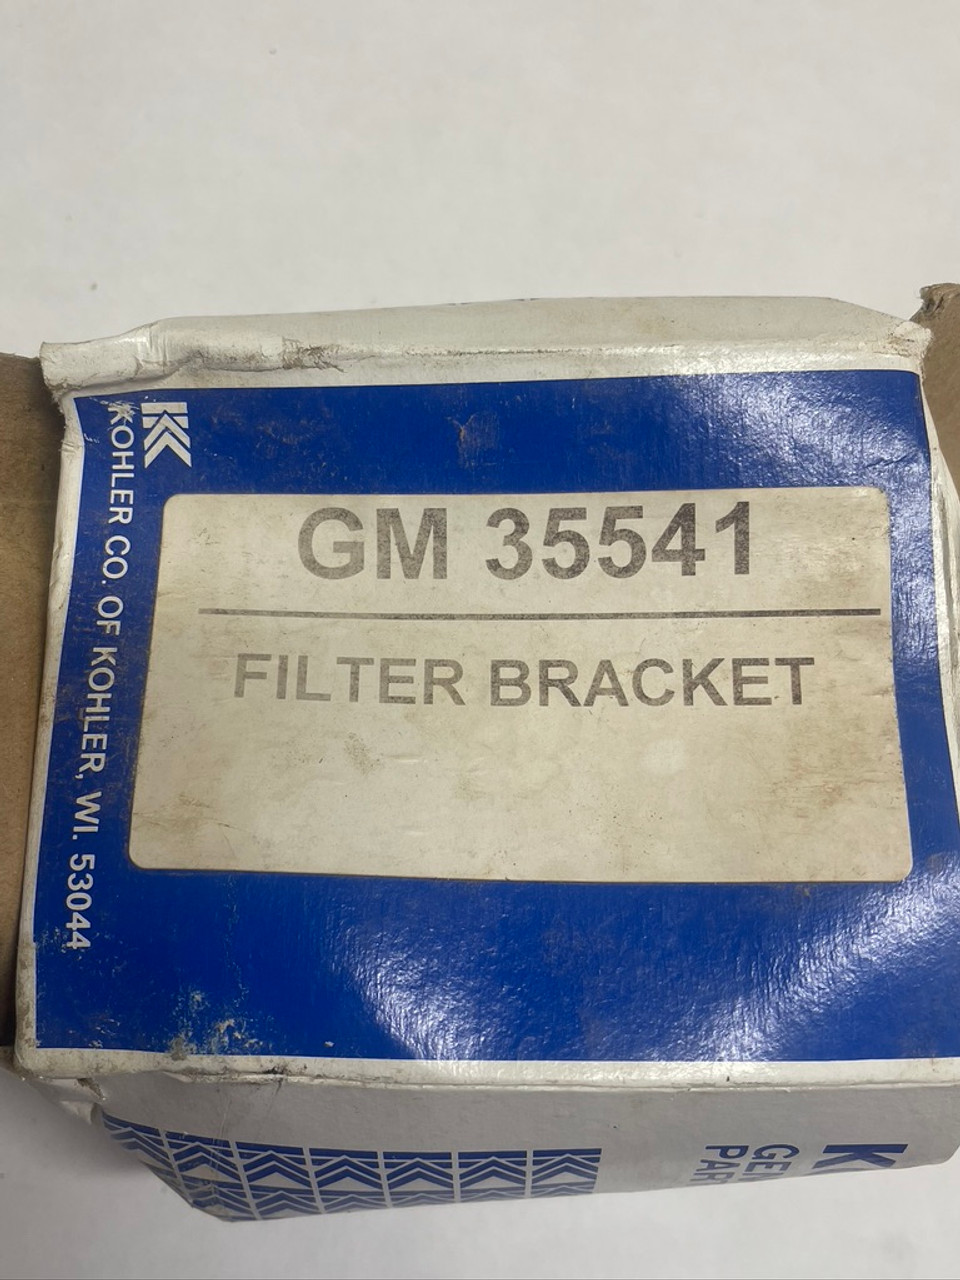 KOHLER CO. OF KOHLER, WI. 53044
GM 35541
FILTER BRACKET